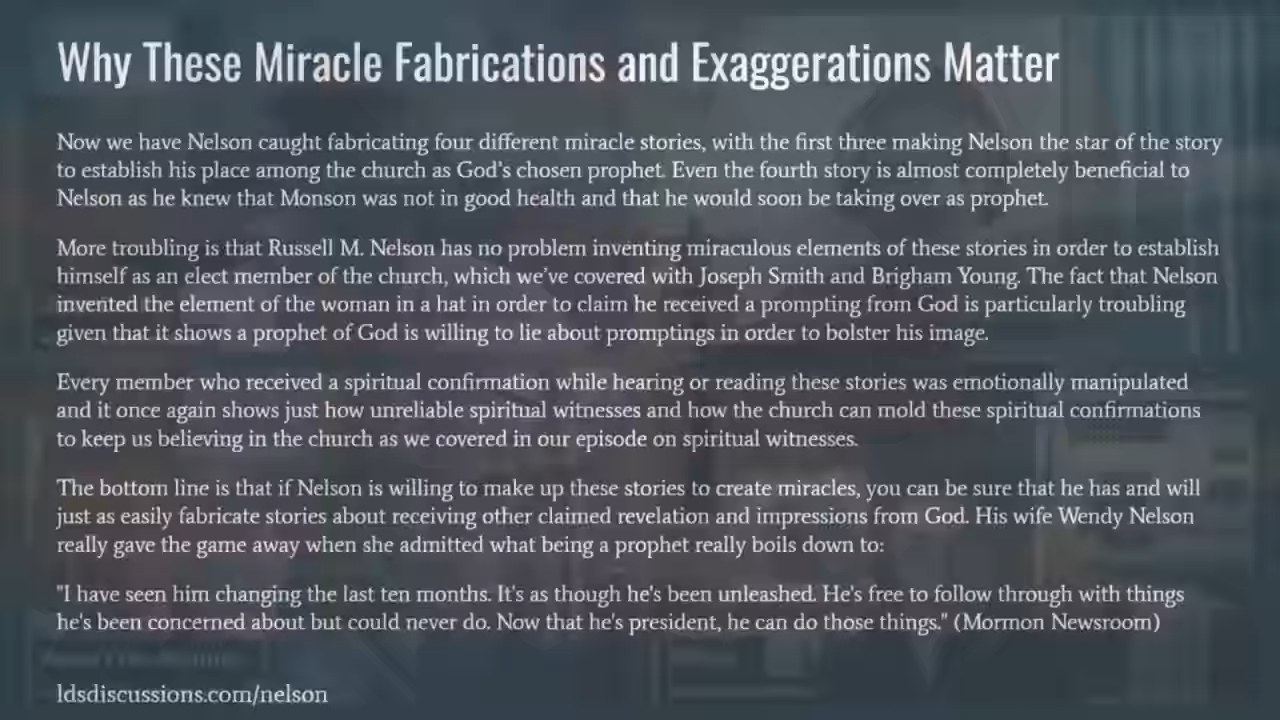 Why These Miracle Fabrications and Exaggerations Matter
Now we have Nelson caught fabricating four different miracle stories, with the first three making Nelson the star of the story
to establish his place among the church as God's chosen prophet. Even the fourth story is almost completely beneficial to
Nelson as he knew that Monson was not in good health and that he would soon be taking over as prophet.
More troubling is that Russell M. Nelson has no problem inventing miraculous elements of these stories in order to establish
himself as an elect member of the church, which we've covered with Joseph Smith and Brigham Young. The fact that Nelson
invented the element of the woman in a hat in order to claim he received a prompting from God is particularly troubling
given that it shows a prophet of God is willing to lie about promptings in order to bolster his image.
Every member who received a spiritual confirmation while hearing or reading these stories was emotionally manipulated
and it once again shows just how unreliable spiritual witnesses and how the church can mold these spiritual confirmations
to keep us believing in the church as we covered in our episode on spiritual witnesses.
The bottom line is that if Nelson is willing to make up these stories to create miracles, you can be sure that he has and will
just as easily fabricate stories about receiving other claimed revelation and impressions from God. His wife Wendy Nelson
really gave the game away when she admitted what being a prophet really boils down to:
"I have seen him changing the last ten months. It's as though he's been unleashed. He's free to follow through with things
he's been concerned about but could never do. Now that he's president, he can do those things." (Mormon Newsroom)
ldsdiscussions.com/nelson